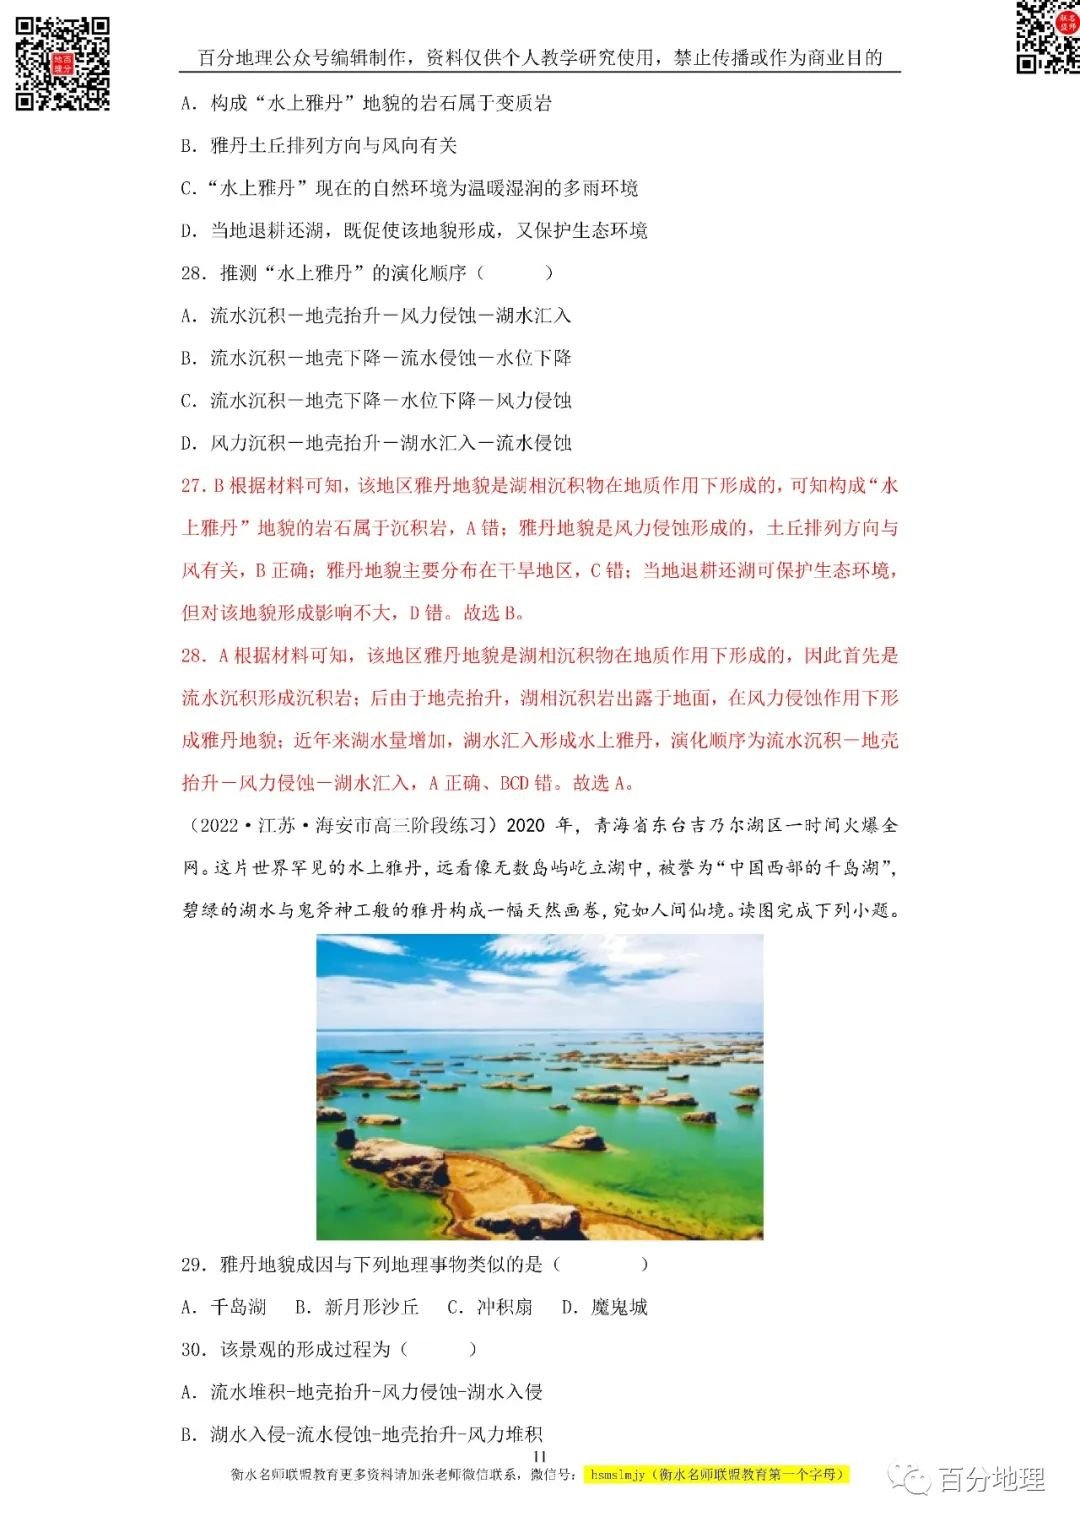 百分地理公众号编辑制作，资料仅供个人教学研究使用，禁止传播或作为商业目的
A. 构成“水上雅丹”地貌的岩石属于变质岩
B. 雅丹土丘排列方向与风向有关
C.“水上雅丹”现在的自然环境为温暖湿润的多雨环境
D. 当地退耕还湖，既促使该地貌形成，又保护生态环境
28. 推测“水上雅丹”的演化顺序（　　）
A. 流水沉积－地壳抬升－风力侵蚀－湖水汇入
B. 流水沉积－地壳下降－流水侵蚀－水位下降
C. 流水沉积－地壳下降－水位下降－风力侵蚀
D. 风力沉积－地壳抬升－湖水汇入－流水侵蚀
27. B 根据材料可知，该地区雅丹地貌是湖相沉积物在地质作用下形成的，可知构成“水
上雅丹”地貌的岩石属于沉积岩，A 错；雅丹地貌是风力侵蚀形成的，土丘排列方向与
风有关，B 正确；雅丹地貌主要分布在干旱地区，C 错；当地退耕还湖可保护生态环境，
但对该地貌形成影响不大，D 错。故选 B。
28. A 根据材料可知，该地区雅丹地貌是湖相沉积物在地质作用下形成的，因此首先是
流水沉积形成沉积岩；后由于地壳抬升，湖相沉积岩出露于地面，在风力侵蚀作用下形
成雅丹地貌；近年来湖水量增加，湖水汇入形成水上雅丹，演化顺序为流水沉积－地壳
抬升－风力侵蚀－湖水汇入，A 正确、BCD 错。故选 A。
（2022·江苏·海安市高三阶段练习）2020 年，青海省东台吉乃尔湖区一时间火爆全
网。这片世界罕见的水上雅丹，远看像无数岛屿屹立湖中，被誉为“中国西部的千岛湖”，
碧绿的湖水与鬼斧神工般的雅丹构成一幅天然画卷，宛如人间仙境。读图完成下列小题。
29. 雅丹地貌成因与下列地理事物类似的是（　　）
A. 千岛湖　B. 新月形沙丘　C. 冲积扇　D. 魔鬼城
30. 该景观的形成过程为（　　）
A. 流水堆积-地壳抬升-风力侵蚀-湖水入侵
B. 湖水入侵-流水侵蚀-地壳抬升-风力堆积
11
衡水名师联盟教育更多资料请加张老师微信联系，微信号： hsmslmjy（衡水名师联盟教育第一个字母）
百分地理